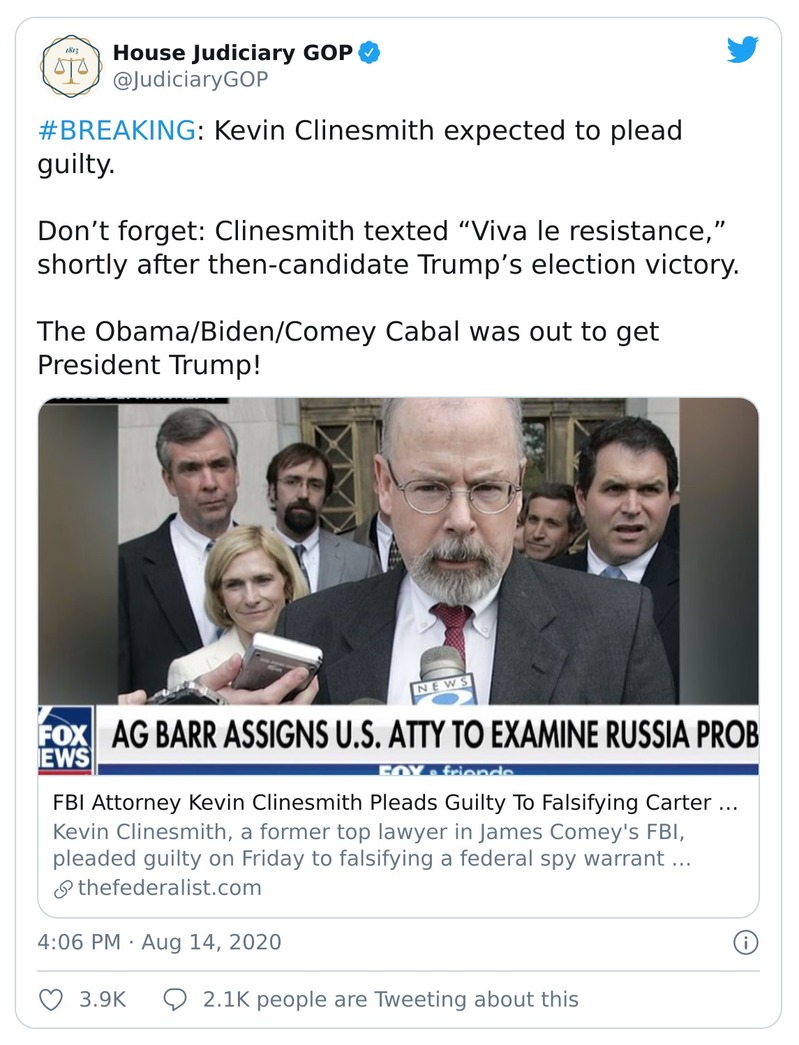 1813
House Judiciary GOP
@JudiciaryGOP
#BREAKING: Kevin Clinesmith expected to plead
guilty.
Don’t forget: Clinesmith texted “Viva le resistance,”
shortly after then-candidate Trump’s election victory.
The Obama/Biden/Comey Cabal was out to get
President Trump!
NEWS
FOX
EWS
AG BARR ASSIGNS U.S. ATTY TO EXAMINE RUSSIA PROB
FOX & friends
FBI Attorney Kevin Clinesmith Pleads Guilty To Falsifying Carter ...
Kevin Clinesmith, a former top lawyer in James Comey's FBI,
pleaded guilty on Friday to falsifying a federal spy warrant ...
thefederalist.com
4:06 PM · Aug 14, 2020
3.9K
2.1K people are Tweeting about this